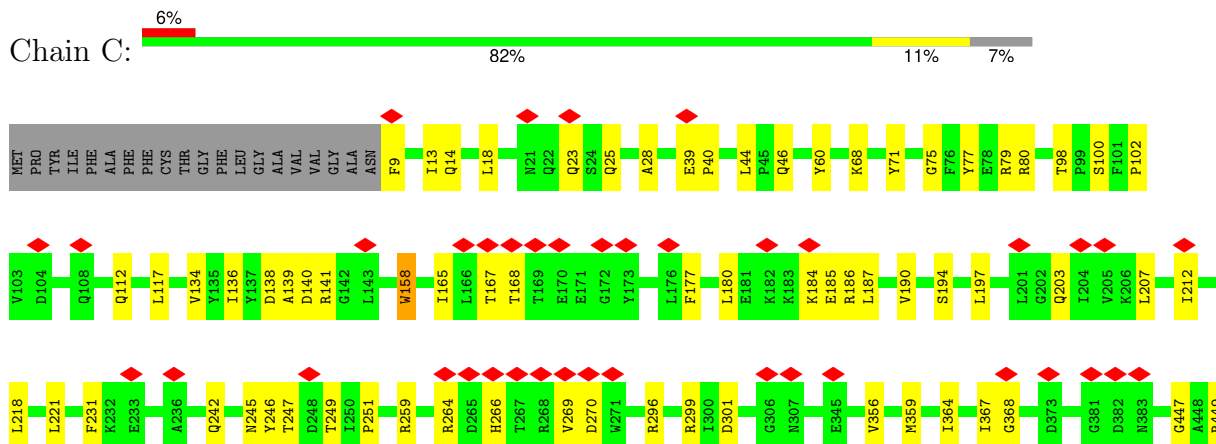 6%
Chain C:
82% 11% 7%
MET PRO TYR ILE PHE ALA PHE PHE CYS THR GLY PHE LEU GLY ALA VAL VAL GLY ALA ASN F9 I13 Q14 L18 N21 Q22 Q23 S24 Q25 A28 E39 P40 L44 P45 Q46 Y60 K68 Y71 G75 F76 Y77 E78 R79 R80 T98 P99 S100 F101 P102
V103 D104 Q108 Q112 L117 V134 Y135 I136 Y137 D138 A139 D140 R141 G142 L143 W158 I165 L166 T167 T168 T169 E170 E171 G172 Y173 L176 F177 L180 E181 K182 K183 K184 E185 R186 L187 V190 S194 L197 L201 G202 Q203 I204 V205 K206 L207 I212
L218 L221 F231 K232 E233 A236 Q242 N245 Y246 T247 D248 T249 I250 P251 R259 R264 D265 H266 T267 R268 V269 D270 W271 R296 R299 I300 D301 G306 N307 E345 V356 M359 I364 I367 G368 D373 G381 D382 N383 G447 A448